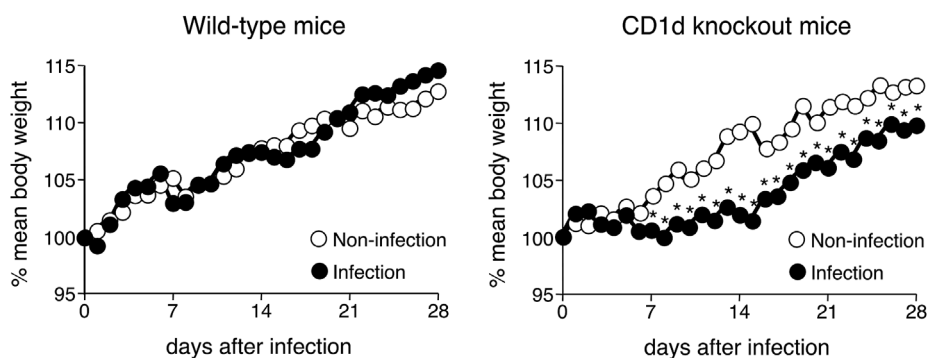 Wild-type mice
% mean body weight
115
110
105
100
95
Non-infection
Infection
0 7 14 21 28
days after infection
CD1d knockout mice
% mean body weight
115
110
105
100
95
* * * * * * * * * * * * * * * * * * * * * *
Non-infection
Infection
0 7 14 21 28
days after infection